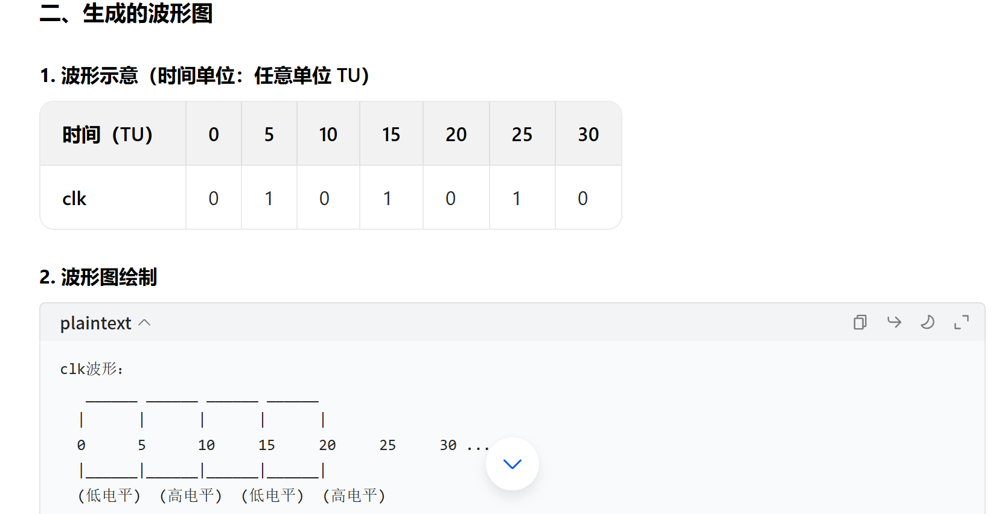 二、生成的波形图
1. 波形示意（时间单位：任意单位 TU）
时间（TU） 0 5 10 15 20 25 30
clk 0 1 0 1 0 1 0
2. 波形图绘制
plaintext
clk波形：
______ ______ ______ ______
| | | | |
0 5 10 15 20 25 30 ...
|______|______|______|______|
(低电平) (高电平) (低电平) (高电平)